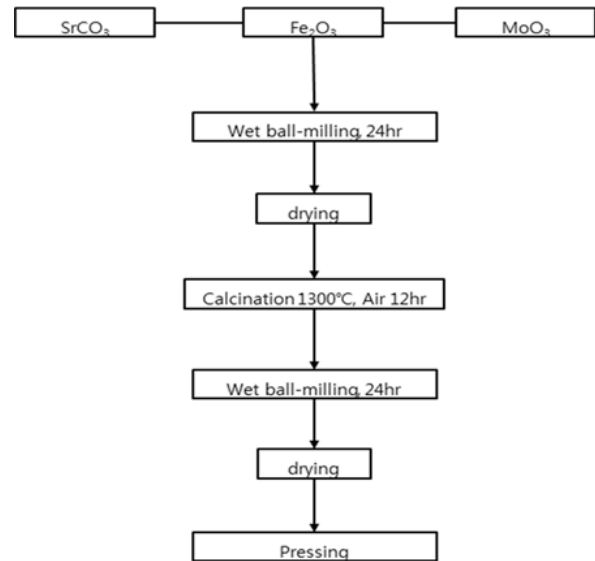 SrCO₃
Fe₂O₃
MoO₃
Wet ball-milling, 24hr
drying
Calcination 1300℃, Air 12hr
Wet ball-milling, 24hr
drying
Pressing